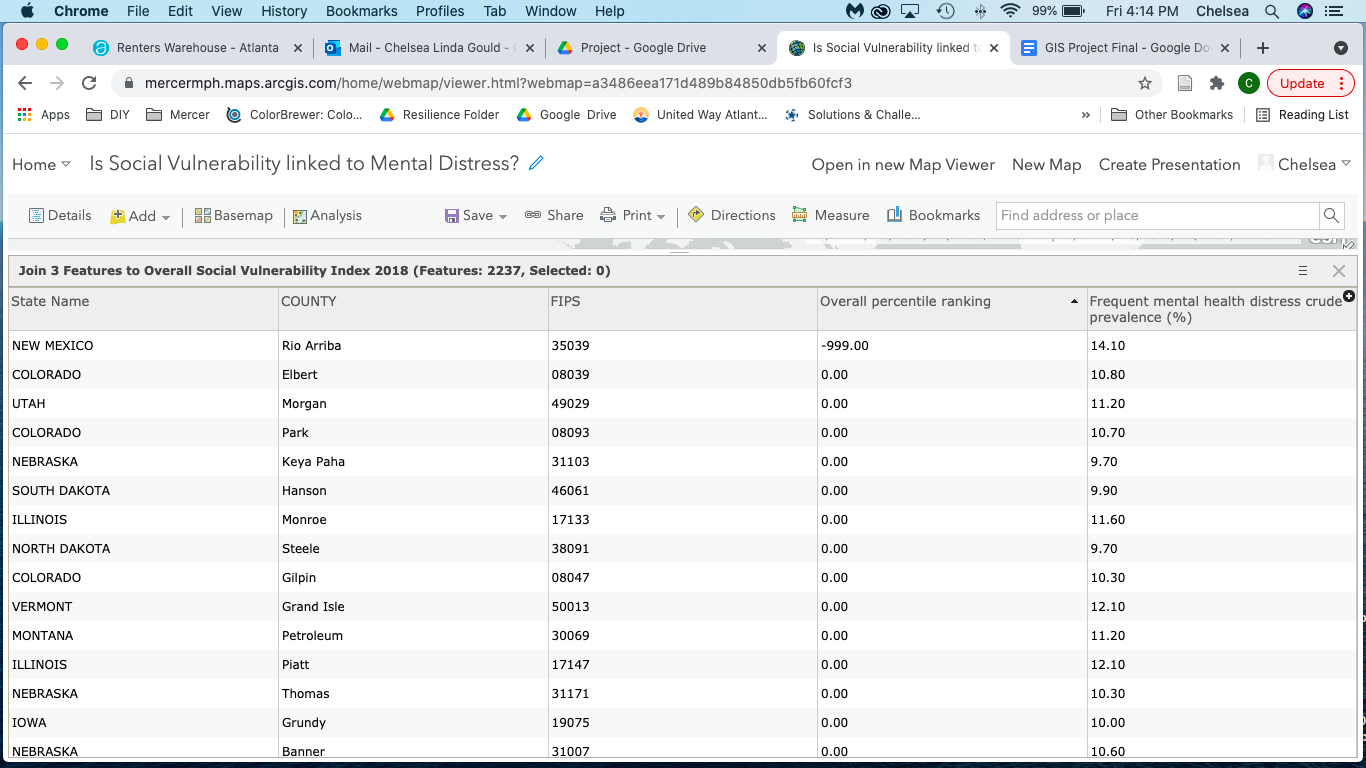 Chrome File Edit View History Bookmarks Profiles Tab Window Help 99% Fri 4:14 PM Chelsea
Renters Warehouse - Atlanta Mail - Chelsea Linda Gould - Project - Google Drive Is Social Vulnerability linked t GIS Project Final - Google Do
mercermph.maps.arcgis.com/home/webmap/viewer.html?webmap=a3486eea171d489b84850db5fb60fcf3 C Update
Apps DIY Mercer ColorBrewer: Colo... Resilience Folder Google Drive United Way Atlant... Solutions & Challe... » Other Bookmarks Reading List
Home Is Social Vulnerability linked to Mental Distress? Open in new Map Viewer New Map Create Presentation Chelsea
Details Add Basemap Analysis Save Share Print Directions Measure Bookmarks Find address or place
Join 3 Features to Overall Social Vulnerability Index 2018 (Features: 2237, Selected: 0)
State Name COUNTY FIPS Overall percentile ranking Frequent mental health distress crude
prevalence (%)
NEW MEXICO Rio Arriba 35039 -999.00 14.10
COLORADO Elbert 08039 0.00 10.80
UTAH Morgan 49029 0.00 11.20
COLORADO Park 08093 0.00 10.70
NEBRASKA Keya Paha 31103 0.00 9.70
SOUTH DAKOTA Hanson 46061 0.00 9.90
ILLINOIS Monroe 17133 0.00 11.60
NORTH DAKOTA Steele 38091 0.00 9.70
COLORADO Gilpin 08047 0.00 10.30
VERMONT Grand Isle 50013 0.00 12.10
MONTANA Petroleum 30069 0.00 11.20
ILLINOIS Piatt 17147 0.00 12.10
NEBRASKA Thomas 31171 0.00 10.30
IOWA Grundy 19075 0.00 10.00
NEBRASKA Banner 31007 0.00 10.60